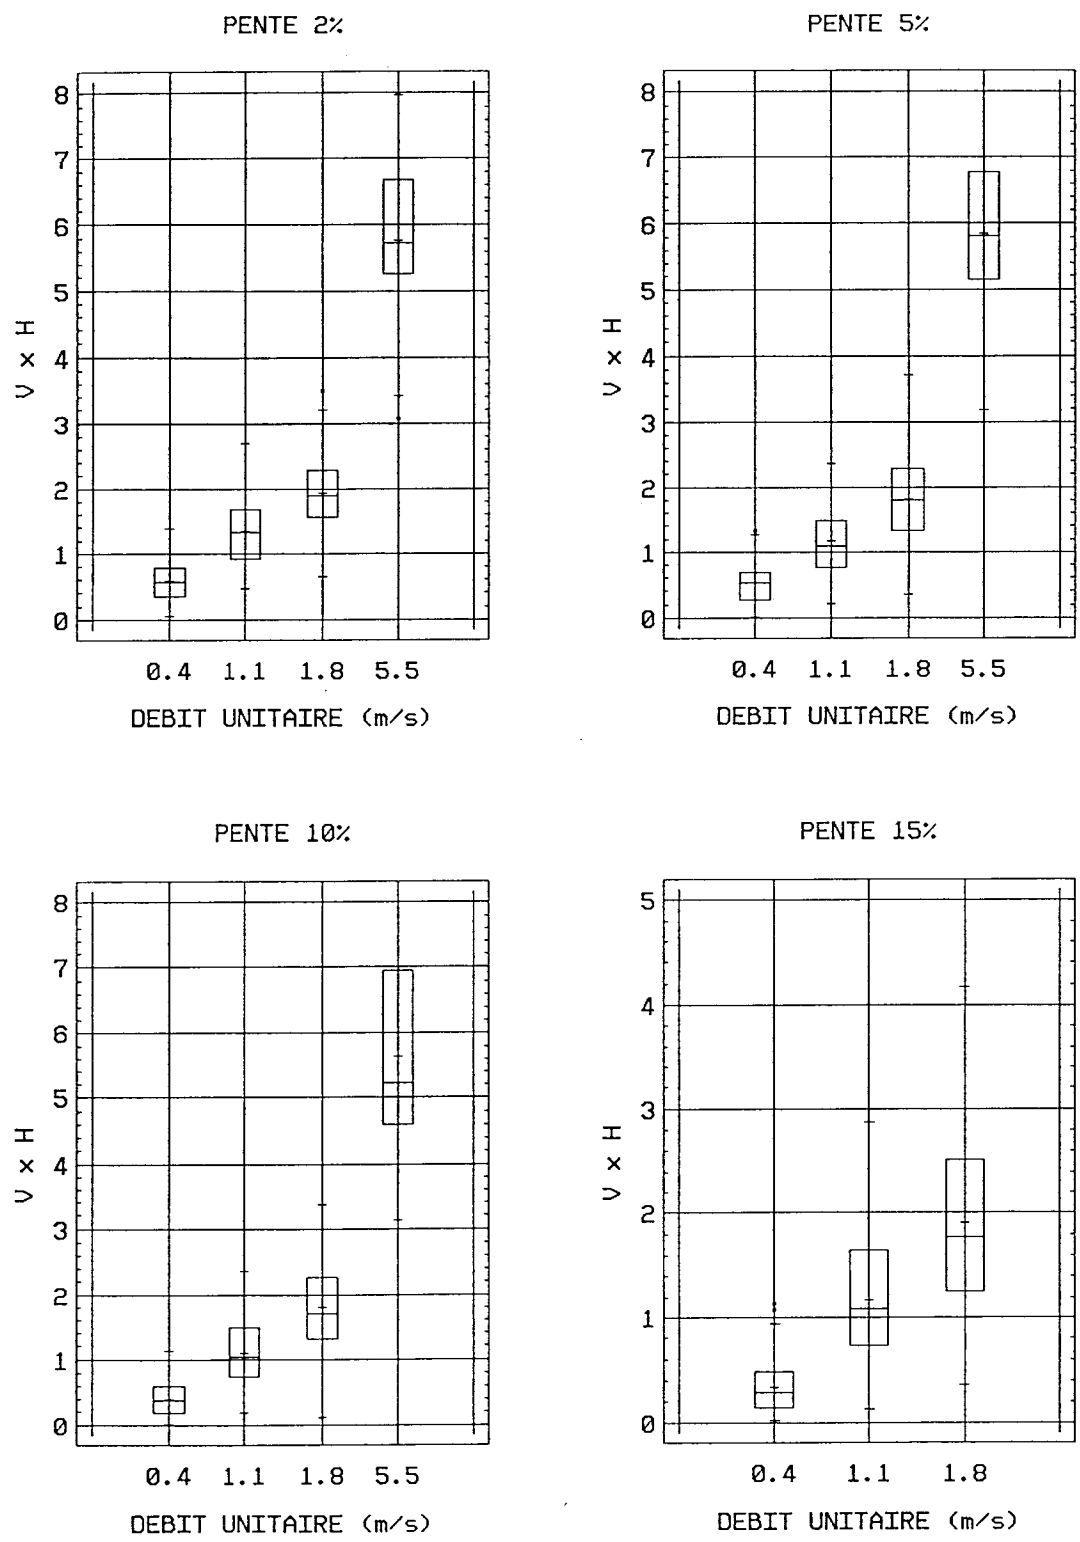 PENTE 2%
8
7
6
5
4
3
2
1
0
V x H
0.4 1.1 1.8 5.5
DEBIT UNITAIRE (m/s)
PENTE 5%
8
7
6
5
4
3
2
1
0
V x H
0.4 1.1 1.8 5.5
DEBIT UNITAIRE (m/s)
PENTE 10%
8
7
6
5
4
3
2
1
0
V x H
0.4 1.1 1.8 5.5
DEBIT UNITAIRE (m/s)
PENTE 15%
5
4
3
2
1
0
V x H
0.4 1.1 1.8
DEBIT UNITAIRE (m/s)